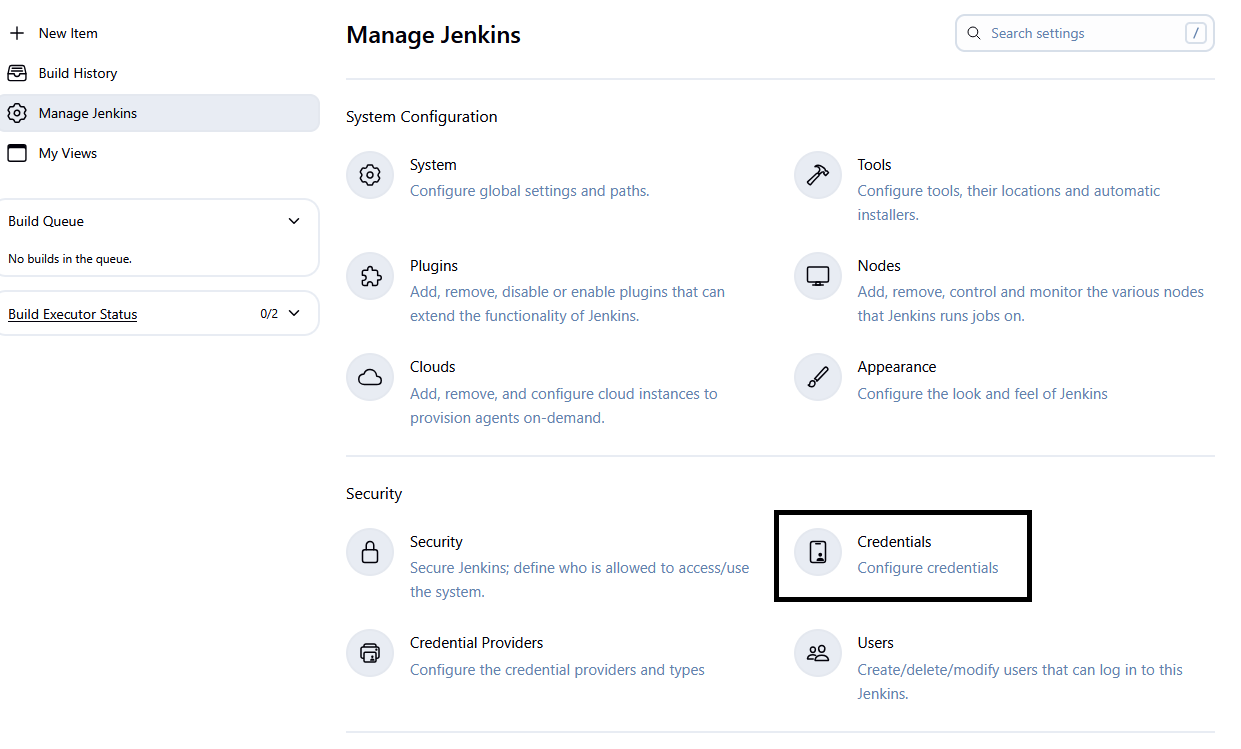 New Item
Build History
Manage Jenkins
My Views
Build Queue
No builds in the queue.
Build Executor Status
0/2
Manage Jenkins
Search settings
/
System Configuration
System
Configure global settings and paths.
Tools
Configure tools, their locations and automatic
installers.
Plugins
Add, remove, disable or enable plugins that can
extend the functionality of Jenkins.
Nodes
Add, remove, control and monitor the various nodes
that Jenkins runs jobs on.
Clouds
Add, remove, and configure cloud instances to
provision agents on-demand.
Appearance
Configure the look and feel of Jenkins
Security
Security
Secure Jenkins; define who is allowed to access/use
the system.
Credentials
Configure credentials
Credential Providers
Configure the credential providers and types
Users
Create/delete/modify users that can log in to this
Jenkins.